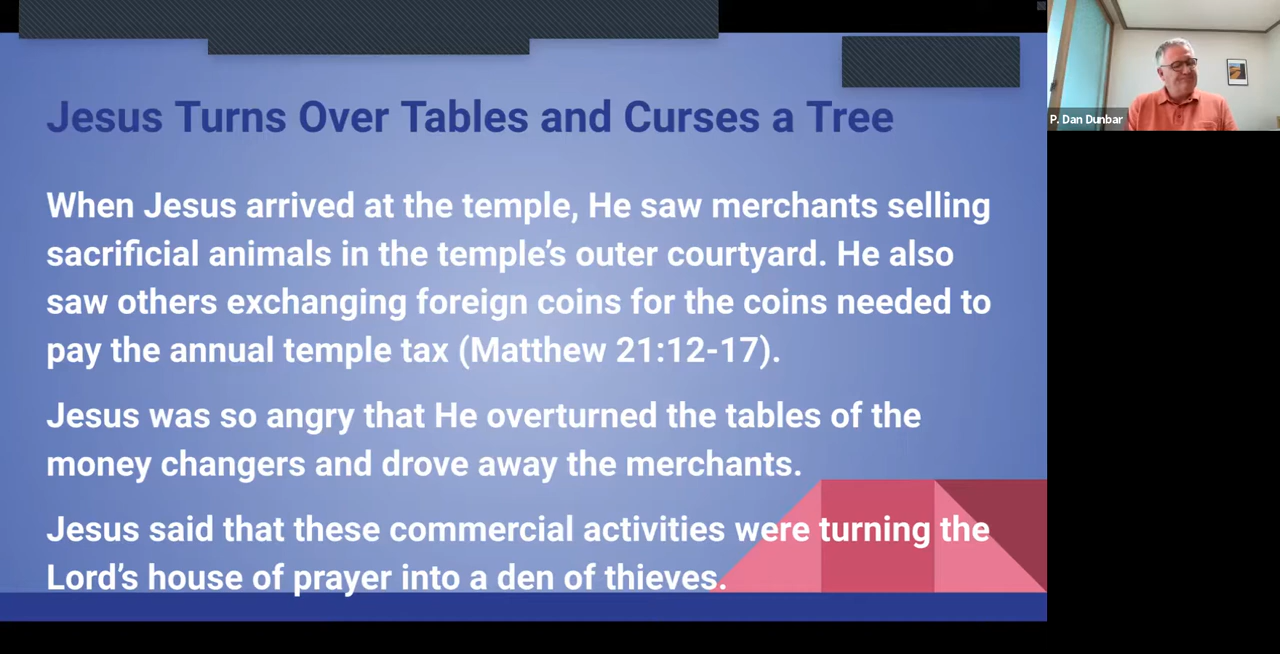 Jesus Turns Over Tables and Curses a Tree
When Jesus arrived at the temple, He saw merchants selling
sacrificial animals in the temple’s outer courtyard. He also
saw others exchanging foreign coins for the coins needed to
pay the annual temple tax (Matthew 21:12-17).
Jesus was so angry that He overturned the tables of the
money changers and drove away the merchants.
Jesus said that these commercial activities were turning the
Lord’s house of prayer into a den of thieves.
P. Dan Dunbar